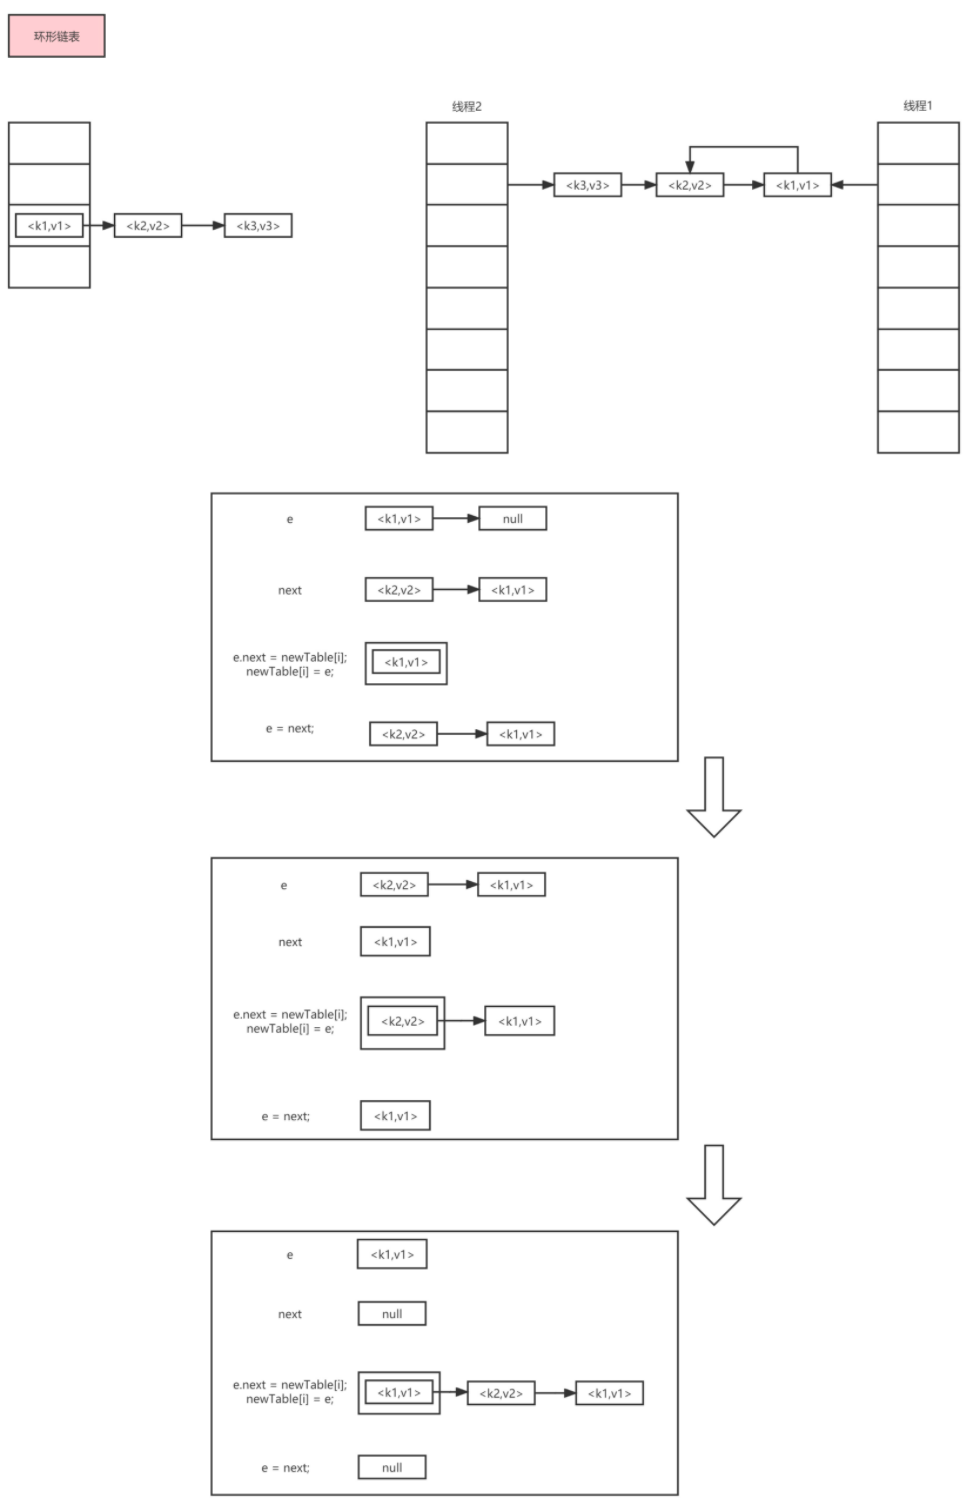 环形链表
线程2
线程1
<k3,v3>
<k2,v2>
<k1,v1>
<k1,v1>
<k2,v2>
<k3,v3>
e
<k1,v1>
null
next
<k2,v2>
<k1,v1>
e.next = newTable[i];
newTable[i] = e;
<k1,v1>
e = next;
<k2,v2>
<k1,v1>
e
<k2,v2>
<k1,v1>
next
<k1,v1>
e.next = newTable[i];
newTable[i] = e;
<k2,v2>
<k1,v1>
e = next;
<k1,v1>
e
<k1,v1>
next
null
e.next = newTable[i];
newTable[i] = e;
<k1,v1>
<k2,v2>
<k1,v1>
e = next;
null